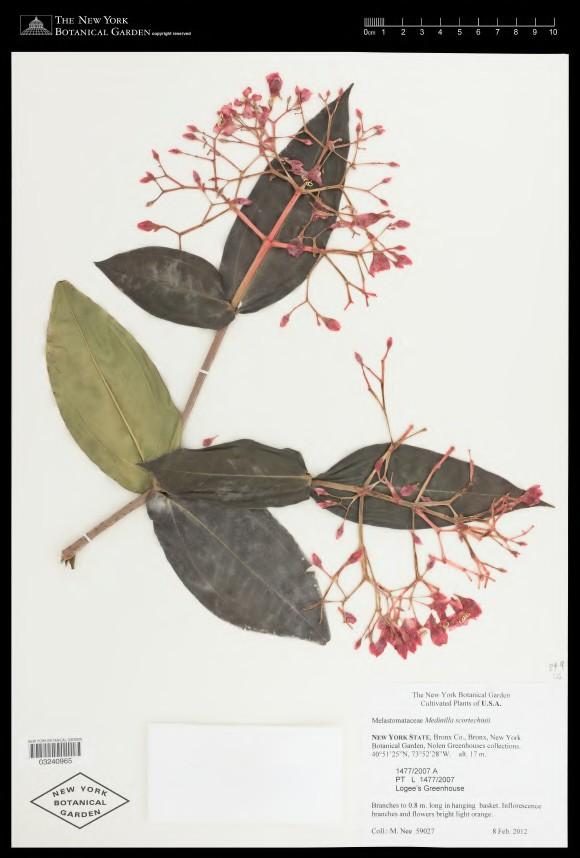 THE NEW YORK
BOTANICAL GARDEN copyright reserved
0cm 1 2 3 4 5 6 7 8 9 10
The New York Botanical Garden
Cultivated Plants of U.S.A.
Melastomataceae Medinilla scortechinii
NEW YORK STATE, Bronx Co., Bronx, New York
Botanical Garden, Nolen Greenhouses collections.
40°51'25"N, 73°52'28"W. alt. 17 m.
1477/2007 A
PT L 1477/2007
Logee's Greenhouse
Branches to 0.8 m. long in hanging basket. Inflorescence
branches and flowers bright light orange.
Coll.: M. Nee 59027 8 Feb. 2012
NEW YORK BOTANICAL GARDEN
03240965
NEW YORK
BOTANICAL
GARDEN